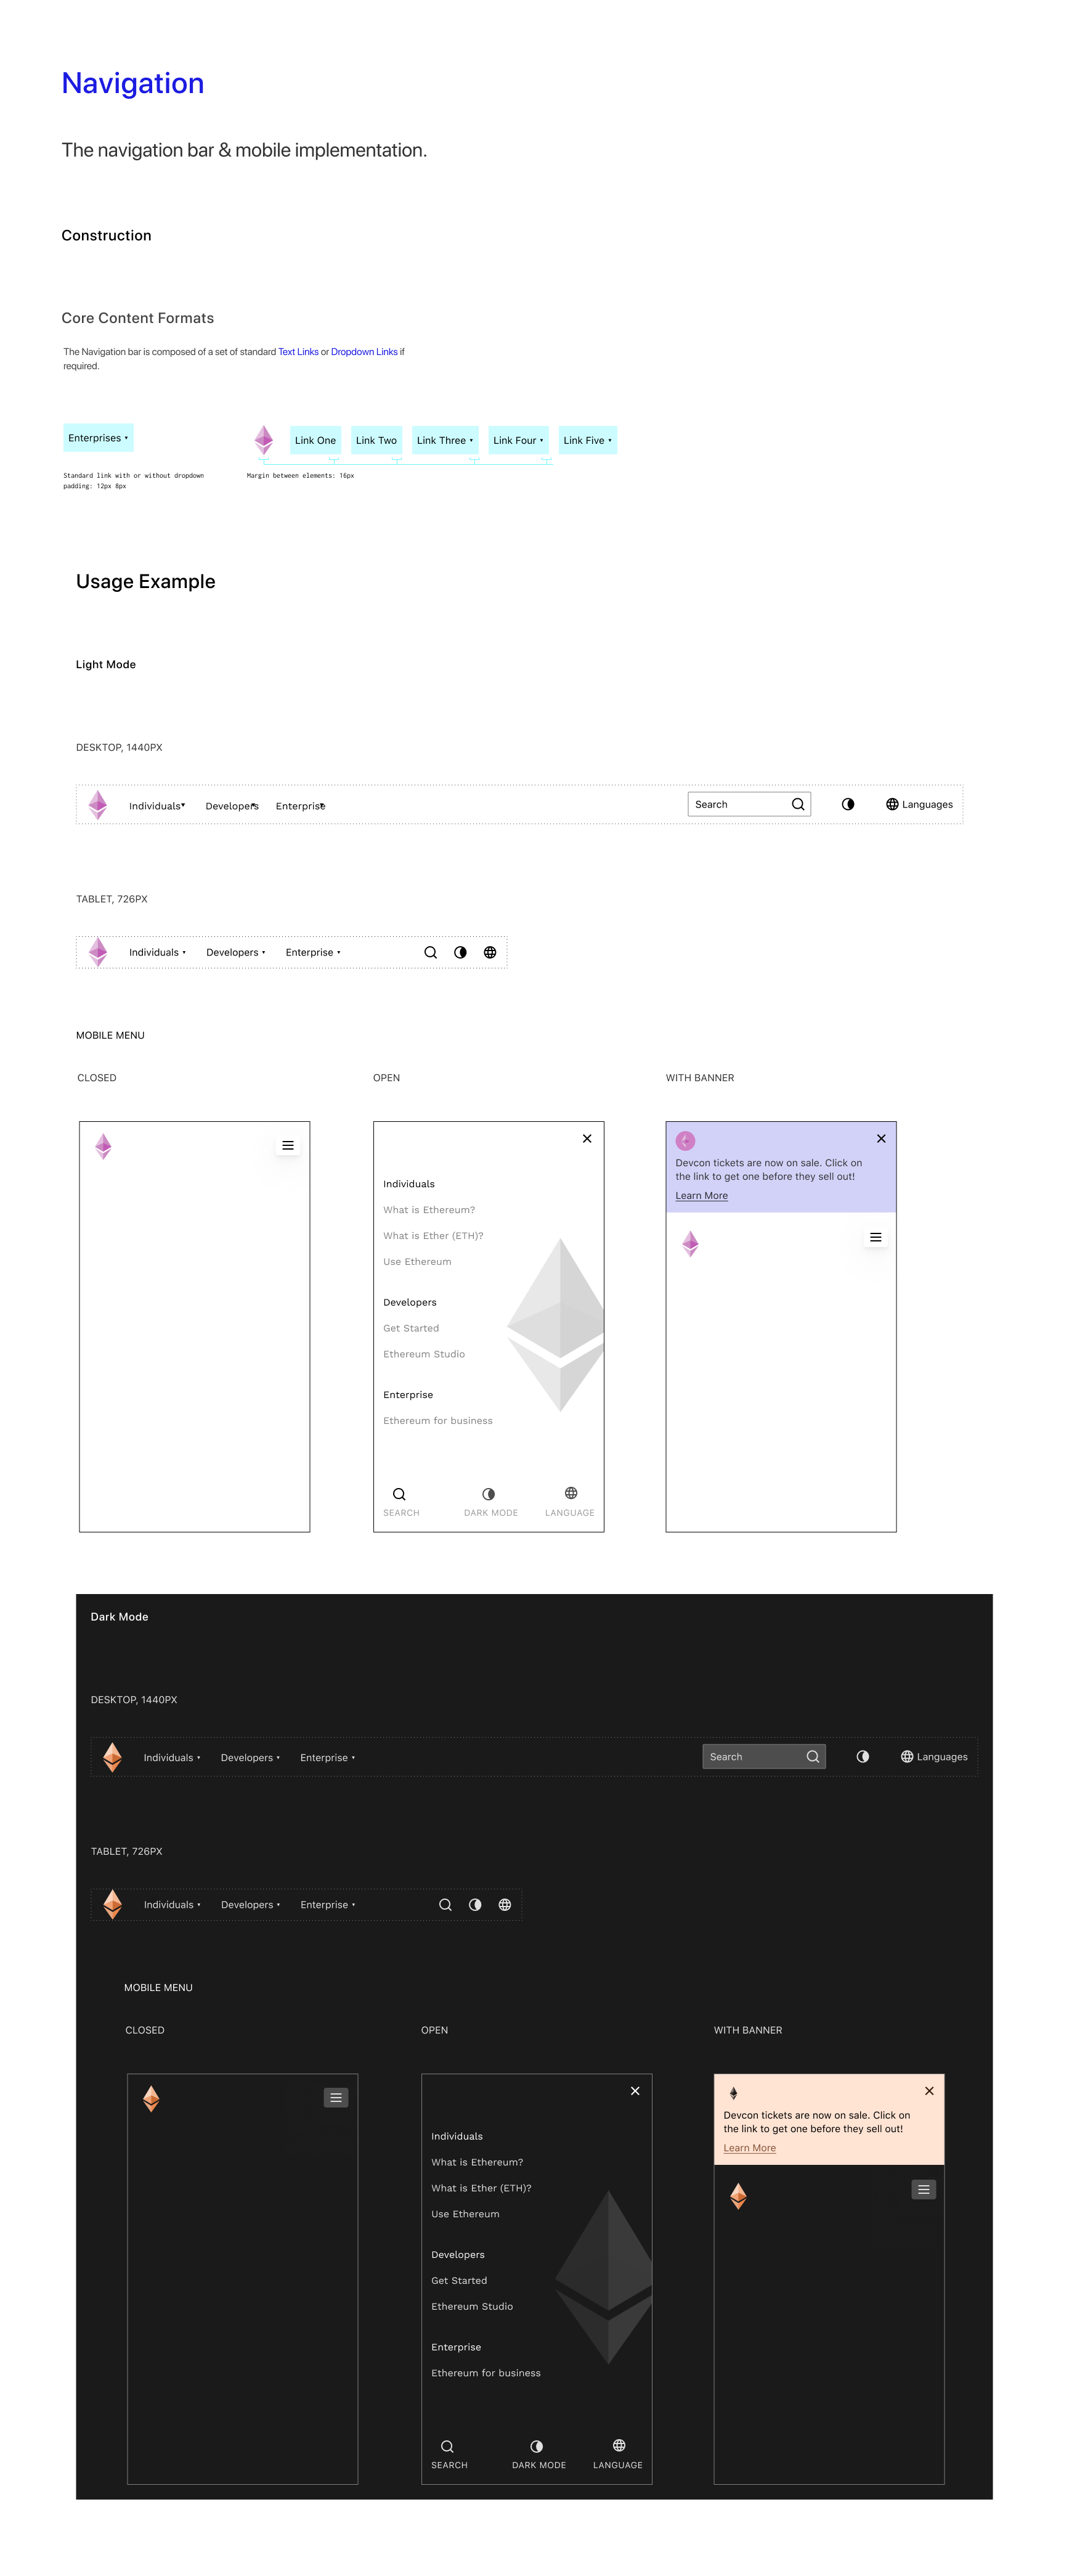 Navigation
The navigation bar & mobile implementation.
Construction
Core Content Formats
The Navigation bar is composed of a set of standard Text Links or Dropdown Links if
required.
Enterprises
Standard link with or without dropdown
padding: 12px 8px
Link One Link Two Link Three Link Four Link Five
Margin between elements: 16px
Usage Example
Light Mode
DESKTOP, 1440PX
Individuals Developers Enterprise Search Languages
TABLET, 726PX
Individuals Developers Enterprise
MOBILE MENU
CLOSED
OPEN
WITH BANNER
Individuals
What is Ethereum?
What is Ether (ETH)?
Use Ethereum
Developers
Get Started
Ethereum Studio
Enterprise
Ethereum for business
SEARCH DARK MODE LANGUAGE
Devcon tickets are now on sale. Click on
the link to get one before they sell out!
Learn More
Dark Mode
DESKTOP, 1440PX
Individuals Developers Enterprise Search Languages
TABLET, 726PX
Individuals Developers Enterprise
MOBILE MENU
CLOSED
OPEN
WITH BANNER
Individuals
What is Ethereum?
What is Ether (ETH)?
Use Ethereum
Developers
Get Started
Ethereum Studio
Enterprise
Ethereum for business
SEARCH DARK MODE LANGUAGE
Devcon tickets are now on sale. Click on
the link to get one before they sell out!
Learn More